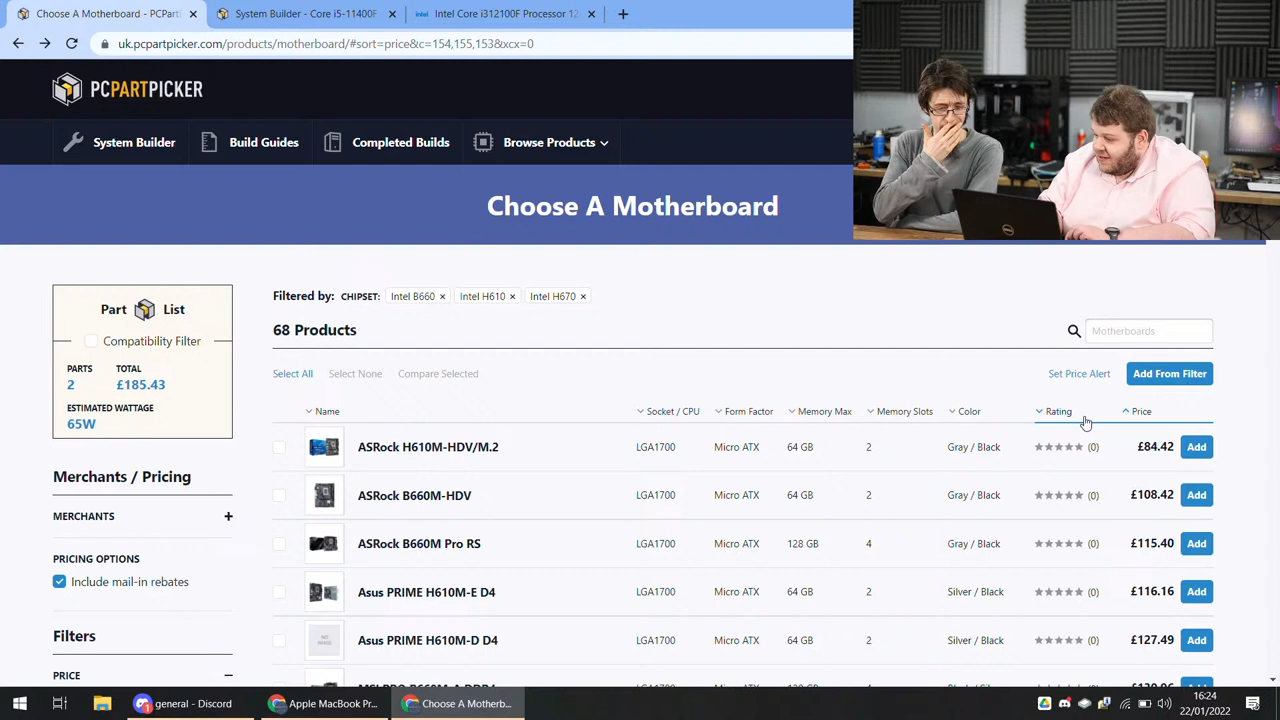 Choose A Motherboard - PCPart
System Builder - Core i5-11400F
intel Intel Core i312100F Processor 12
uk.pcpartpicker.com/products/motherboard/#sort=price&c=154,155,153&xcx=0
PCPARTPICKER
System Builder Build Guides Completed Builds Browse Products
Choose A Motherboard
Part List
Compatibility Filter
PARTS TOTAL
2 £185.43
ESTIMATED WATTAGE
65W
Merchants / Pricing
MERCHANTS +
PRICING OPTIONS
Include mail-in rebates
Filters
PRICE −
Filtered by: CHIPSET: Intel B660 × Intel H610 × Intel H670 ×
68 Products
Motherboards
Select All Select None Compare Selected Set Price Alert Add From Filter
Name Socket / CPU Form Factor Memory Max Memory Slots Color Rating Price
ASRock H610M-HDV/M.2 LGA1700 Micro ATX 64 GB 2 Gray / Black (0) £84.42 Add
ASRock B660M-HDV LGA1700 Micro ATX 64 GB 2 Gray / Black (0) £108.42 Add
ASRock B660M Pro RS LGA1700 Micro ATX 128 GB 4 Gray / Black (0) £115.40 Add
Asus PRIME H610M-E D4 LGA1700 Micro ATX 64 GB 2 Silver / Black (0) £116.16 Add
Asus PRIME H610M-D D4 LGA1700 Micro ATX 64 GB 2 Silver / Black (0) £127.49 Add
general - Discord
Apple MacB
Choose A Motherb...
16:24
22/01/2022